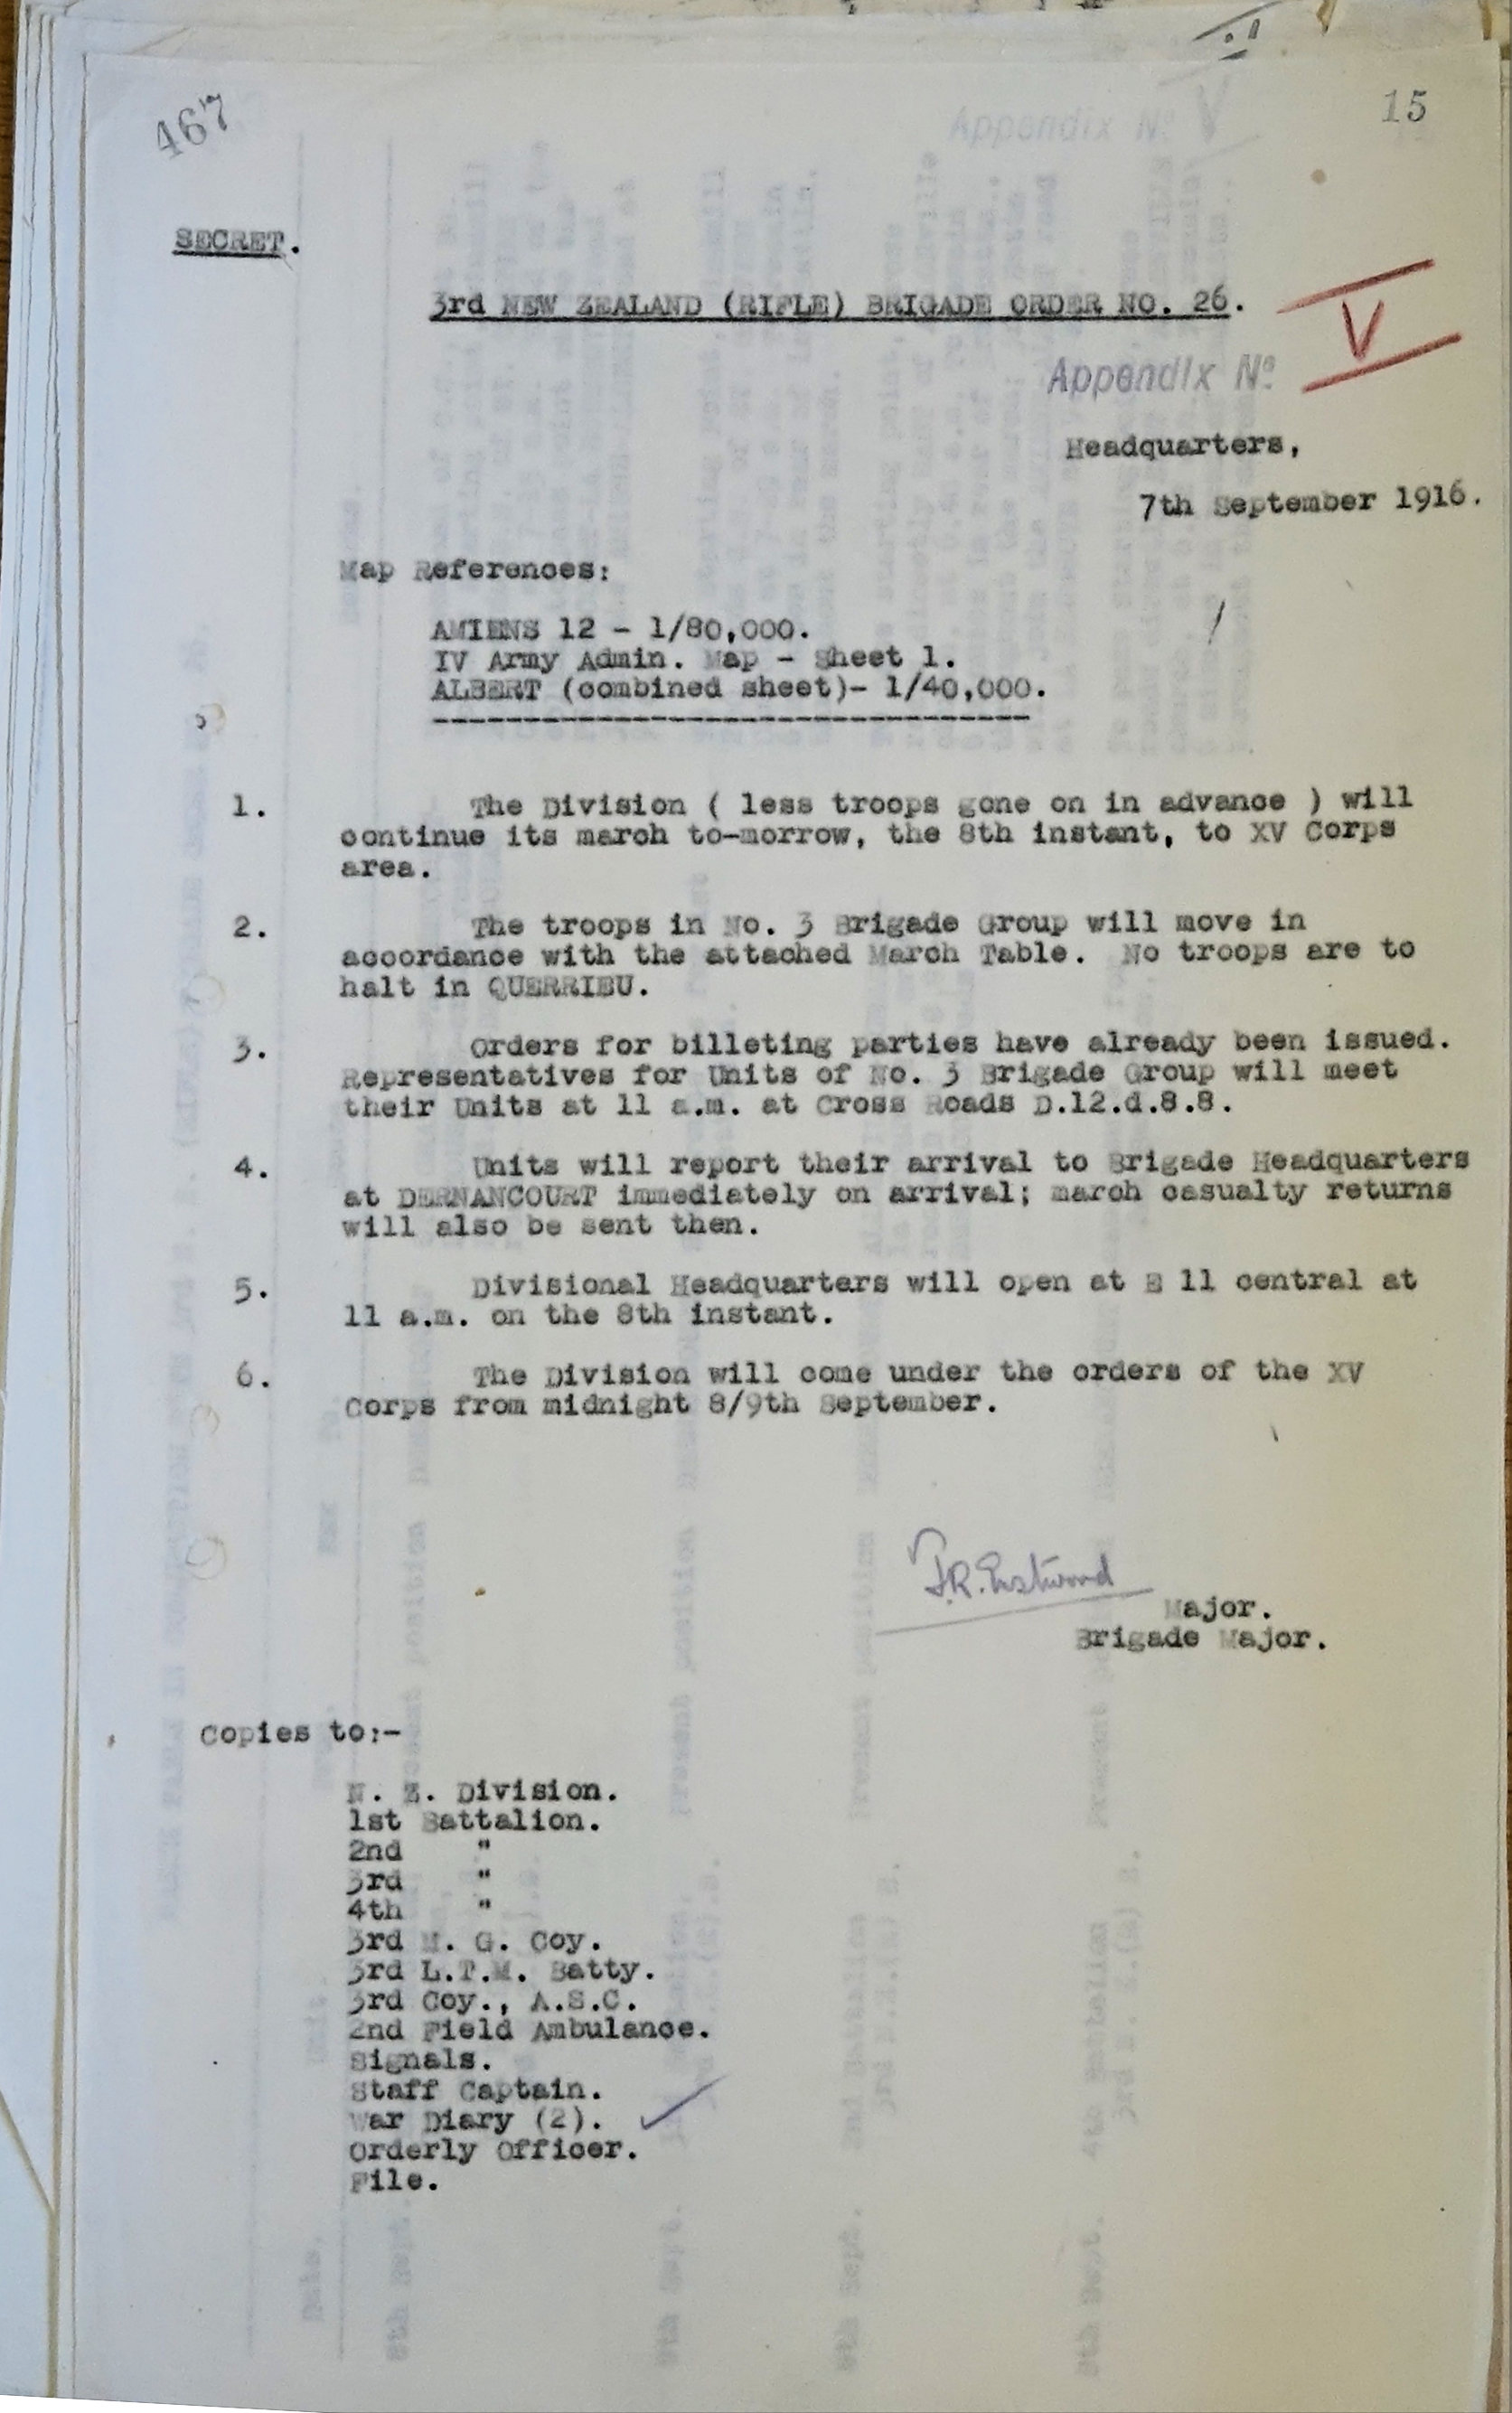 467
15
SECRET.
3rd NEW ZEALAND (RIFLE) BRIGADE ORDER NO. 26.
Appendix No V
Headquarters,
7th September 1916.
Map References:
AMIENS 12 - 1/80,000.
IV Army Admin. Map - Sheet 1.
ALBERT (combined sheet)- 1/40,000.
1. The Division ( less troops gone on in advance ) will
continue its march to-morrow, the 8th instant, to XV Corps
area.
2. The troops in No. 3 Brigade Group will move in
accordance with the attached March Table. No troops are to
halt in QUERRIEU.
3. Orders for billeting parties have already been issued.
Representatives for Units of No. 3 Brigade Group will meet
their Units at 11 a.m. at Cross Roads D.12.d.8.8.
4. Units will report their arrival to Brigade Headquarters
at DERNANCOURT immediately on arrival; march casualty returns
will also be sent then.
5. Divisional Headquarters will open at E 11 central at
11 a.m. on the 8th instant.
6. The Division will come under the orders of the XV
Corps from midnight 8/9th September.
T.R. Eastwood
Major.
Brigade Major.
Copies to:-
N. Z. Division.
1st Battalion.
2nd "
3rd "
4th "
3rd M. G. Coy.
3rd L.T.M. Batty.
3rd Coy., A.S.C.
2nd Field Ambulance.
Signals.
Staff Captain.
War Diary (2).
Orderly Officer.
File.